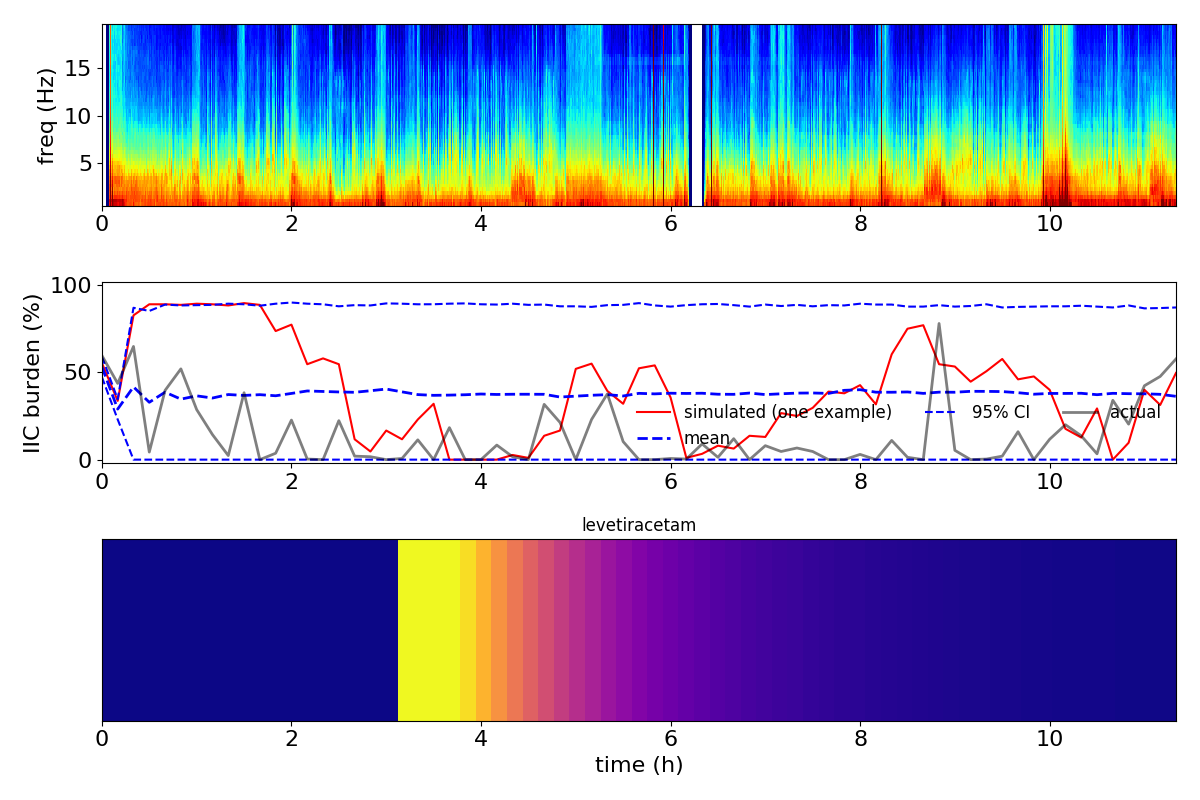 freq (Hz)
15
10
5
0 2 4 6 8 10
IIC burden (%)
100
50
0
simulated (one example) 95% CI actual
mean
0 2 4 6 8 10
levetiracetam
0 2 4 6 8 10
time (h)